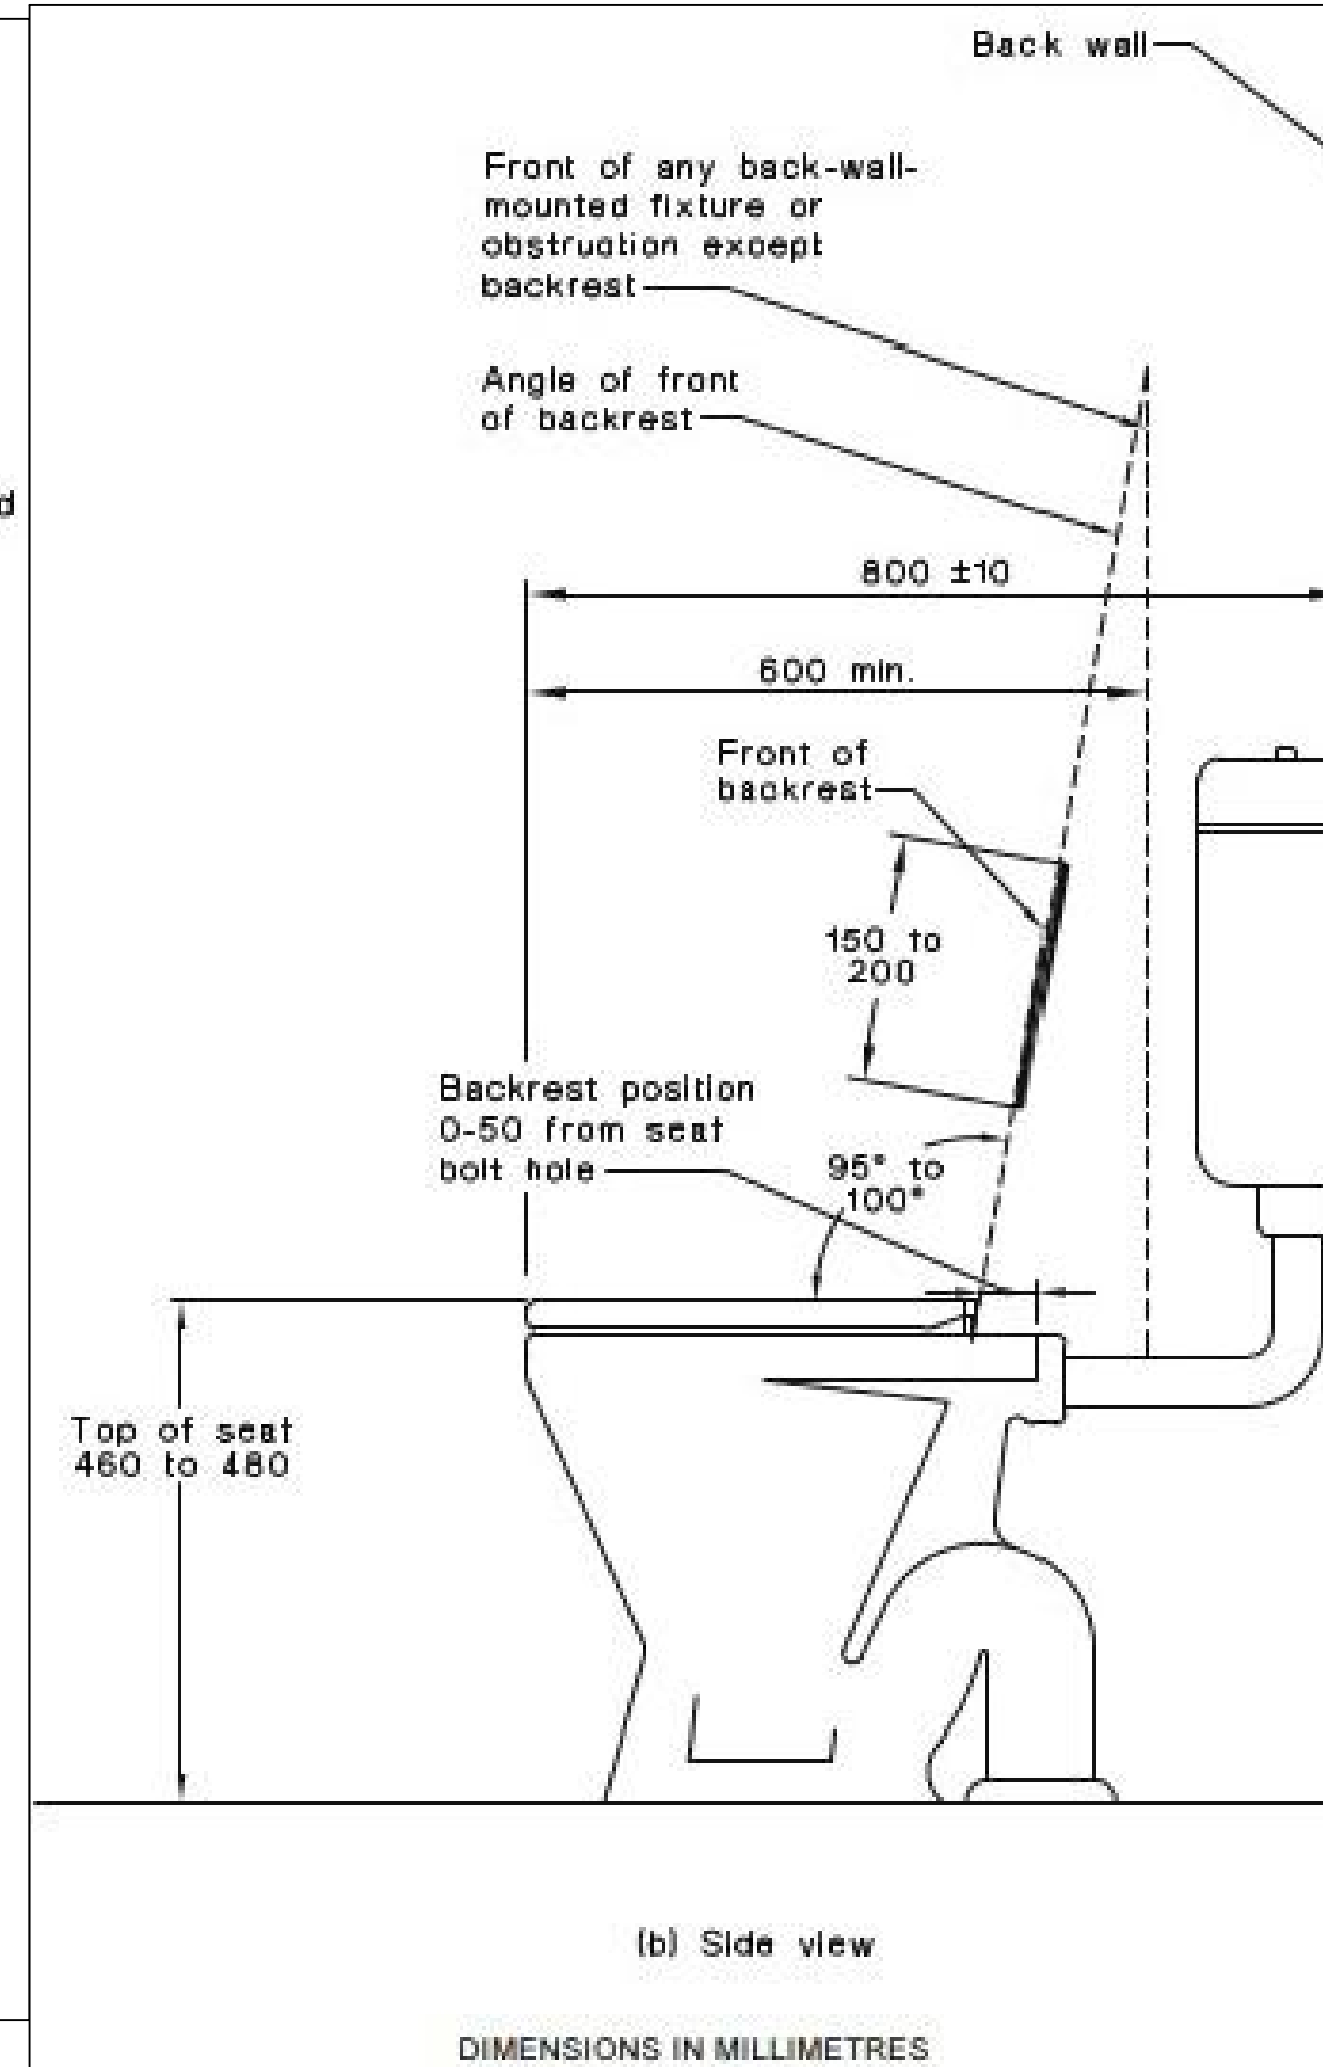 Back wall
Front of any back-wall-
mounted fixture or
obstruction except
backrest
Angle of front
of backrest
d
800 ±10
600 min.
Front of
backrest
150 to
200
Backrest position
0-50 from seat
bolt hole
95° to
100°
Top of seat
460 to 480
(b) Side view
DIMENSIONS IN MILLIMETRES